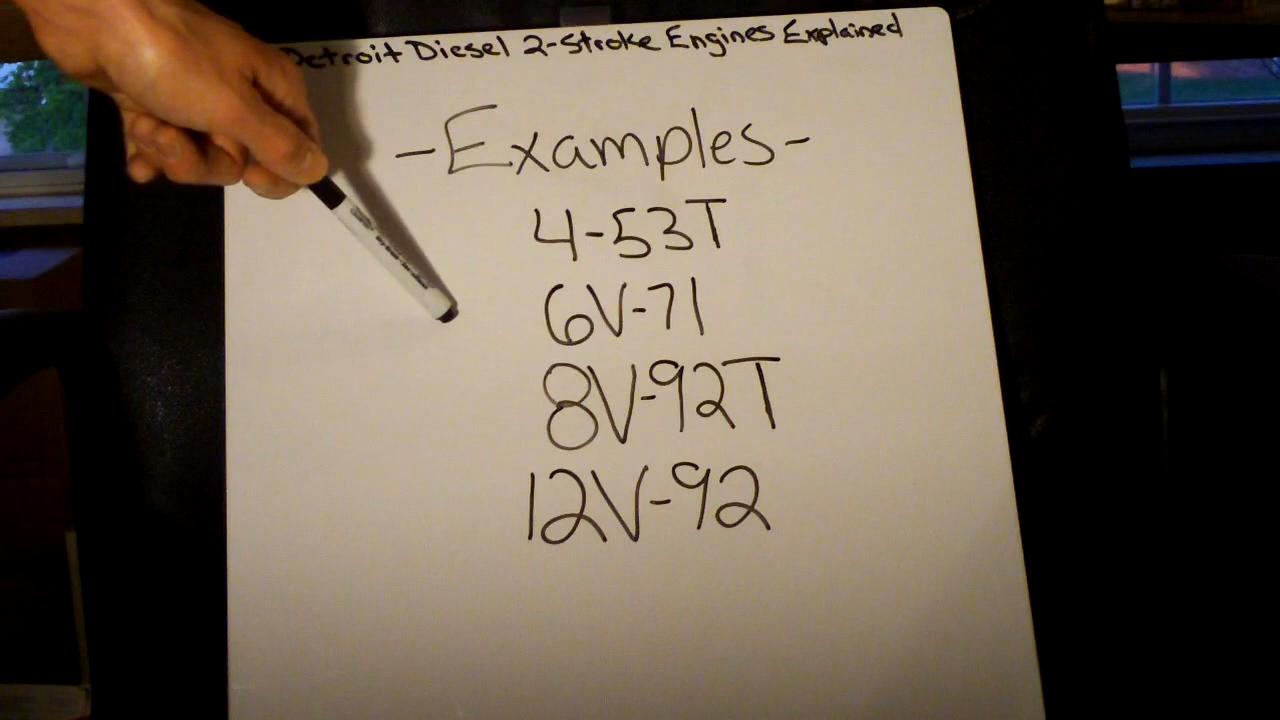 Detroit Diesel 2-Stroke Engines Explained
-Examples-
4-53T
6V-71
8V-92T
12V-92